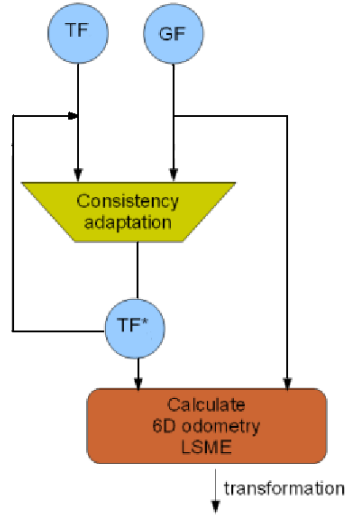 TF
GF
Consistency
adaptation
TF*
Calculate
6D odometry
LSME
transformation